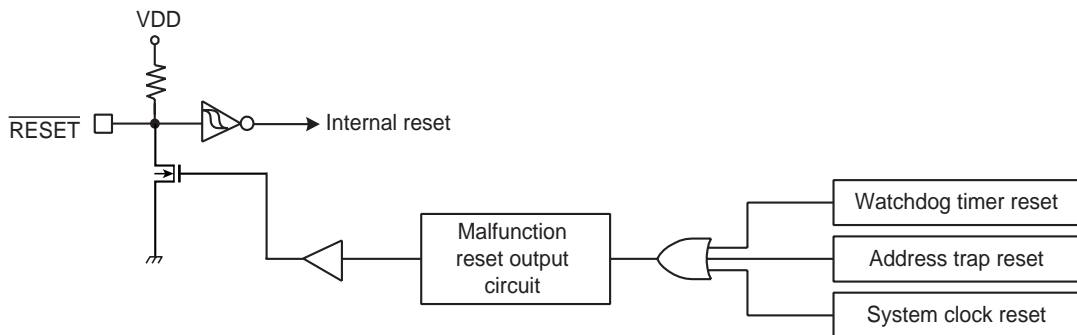 VDD
RESET
Internal reset
Watchdog timer reset
Malfunction
reset output
circuit
Address trap reset
System clock reset